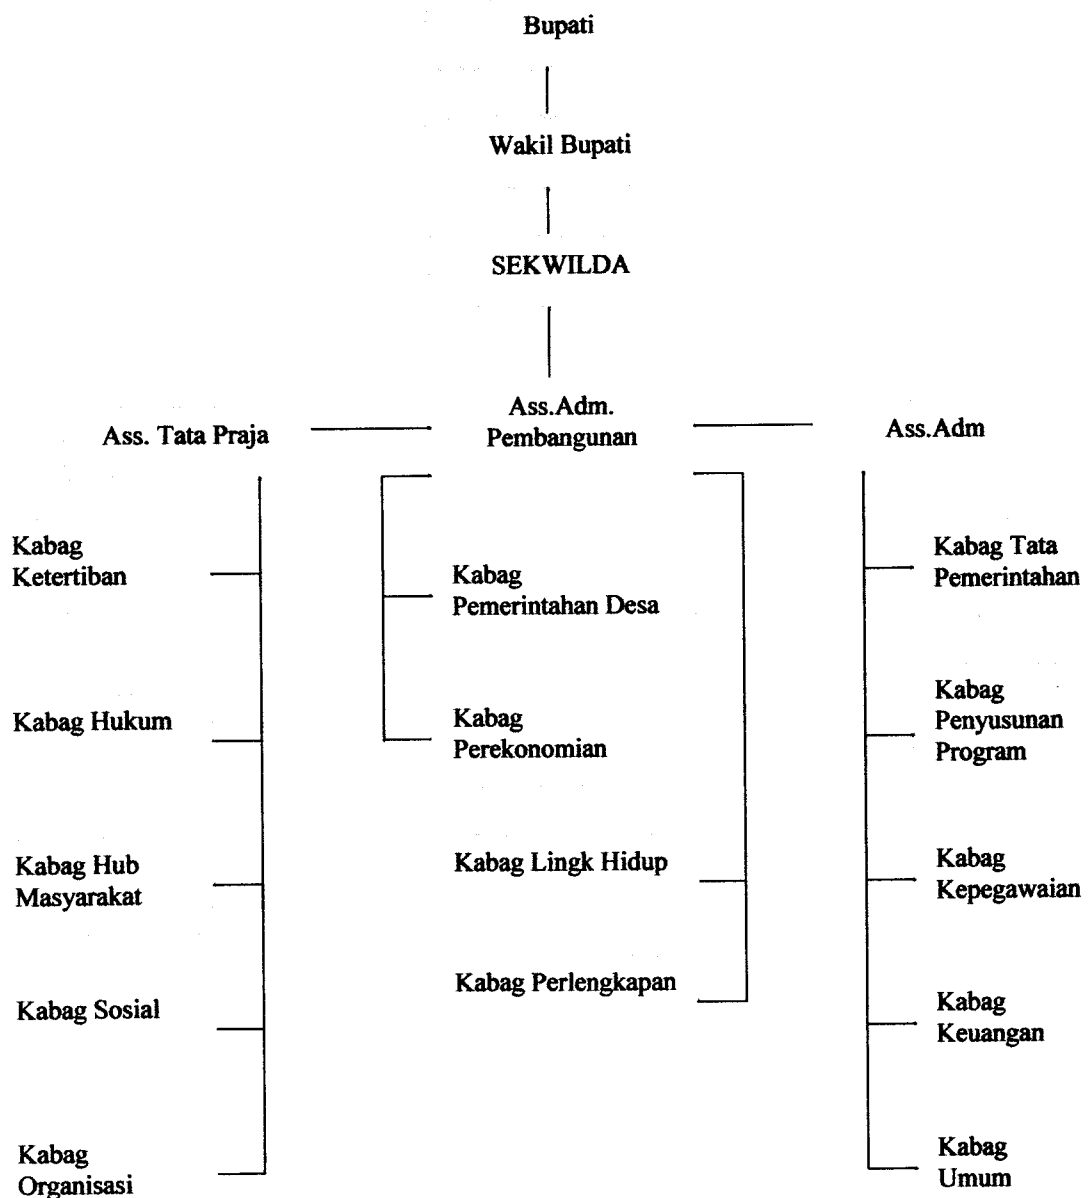 Bupati
Wakil Bupati
SEKWILDA
Ass. Tata Praja
Ass.Adm.
Pembangunan
Ass.Adm
Kabag
Ketertiban
Kabag Hukum
Kabag Hub
Masyarakat
Kabag Sosial
Kabag
Organisasi
Kabag
Pemerintahan Desa
Kabag
Perekonomian
Kabag Lingk Hidup
Kabag Perlengkapan
Kabag Tata
Pemerintahan
Kabag
Penyusunan
Program
Kabag
Kepegawaian
Kabag
Keuangan
Kabag
Umum